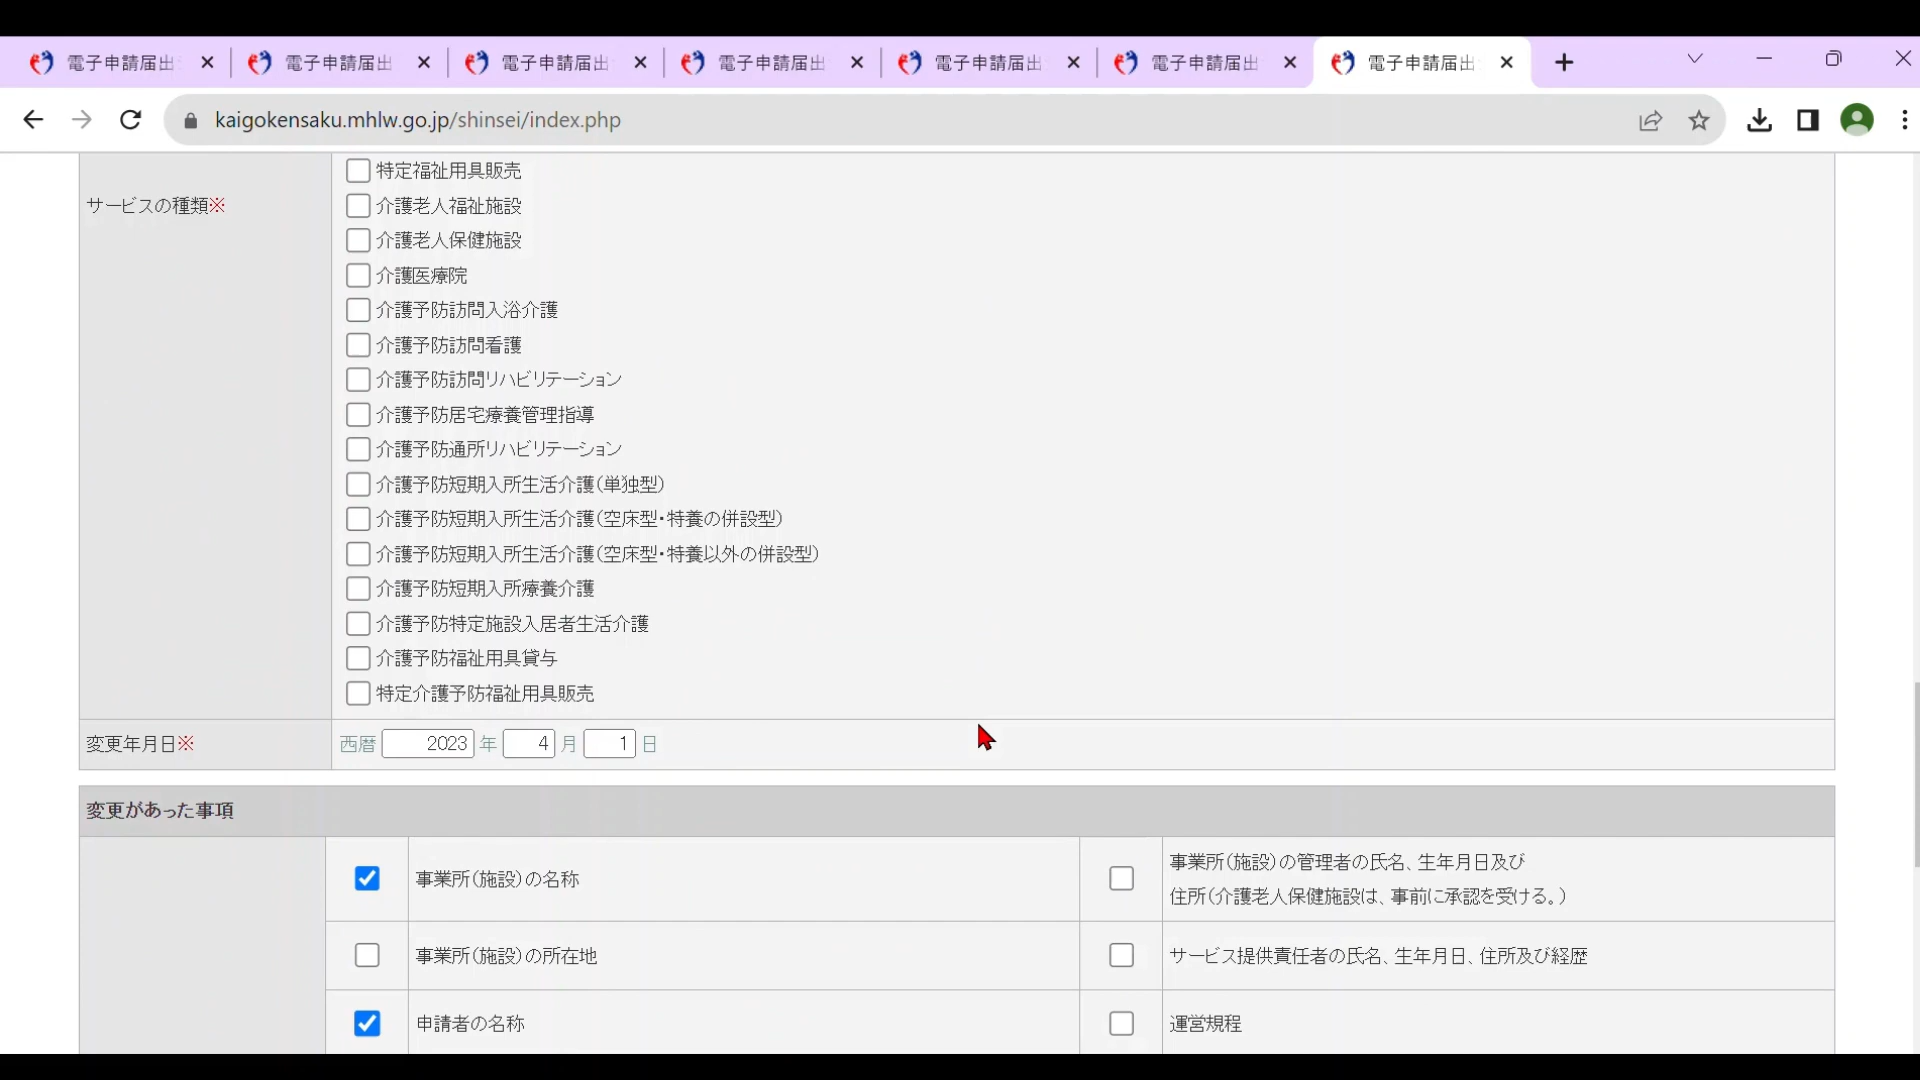 電子申請届出
電子申請届出
電子申請届出
電子申請届出
電子申請届出
電子申請届出
電子申請届出
kaigokensaku.mhlw.go.jp/shinsei/index.php
サービスの種類※
特定福祉用具販売
介護老人福祉施設
介護老人保健施設
介護医療院
介護予防訪問入浴介護
介護予防訪問看護
介護予防訪問リハビリテーション
介護予防居宅療養管理指導
介護予防通所リハビリテーション
介護予防短期入所生活介護(単独型)
介護予防短期入所生活介護(空床型・特養の併設型)
介護予防短期入所生活介護(空床型・特養以外の併設型)
介護予防短期入所療養介護
介護予防特定施設入居者生活介護
介護予防福祉用具貸与
特定介護予防福祉用具販売
変更年月日※
西暦 2023 年 4 月 1 日
変更があった事項
事業所(施設)の名称
事業所(施設)の管理者の氏名、生年月日及び
住所(介護老人保健施設は、事前に承認を受ける。)
事業所(施設)の所在地
サービス提供責任者の氏名、生年月日、住所及び経歴
申請者の名称
運営規程